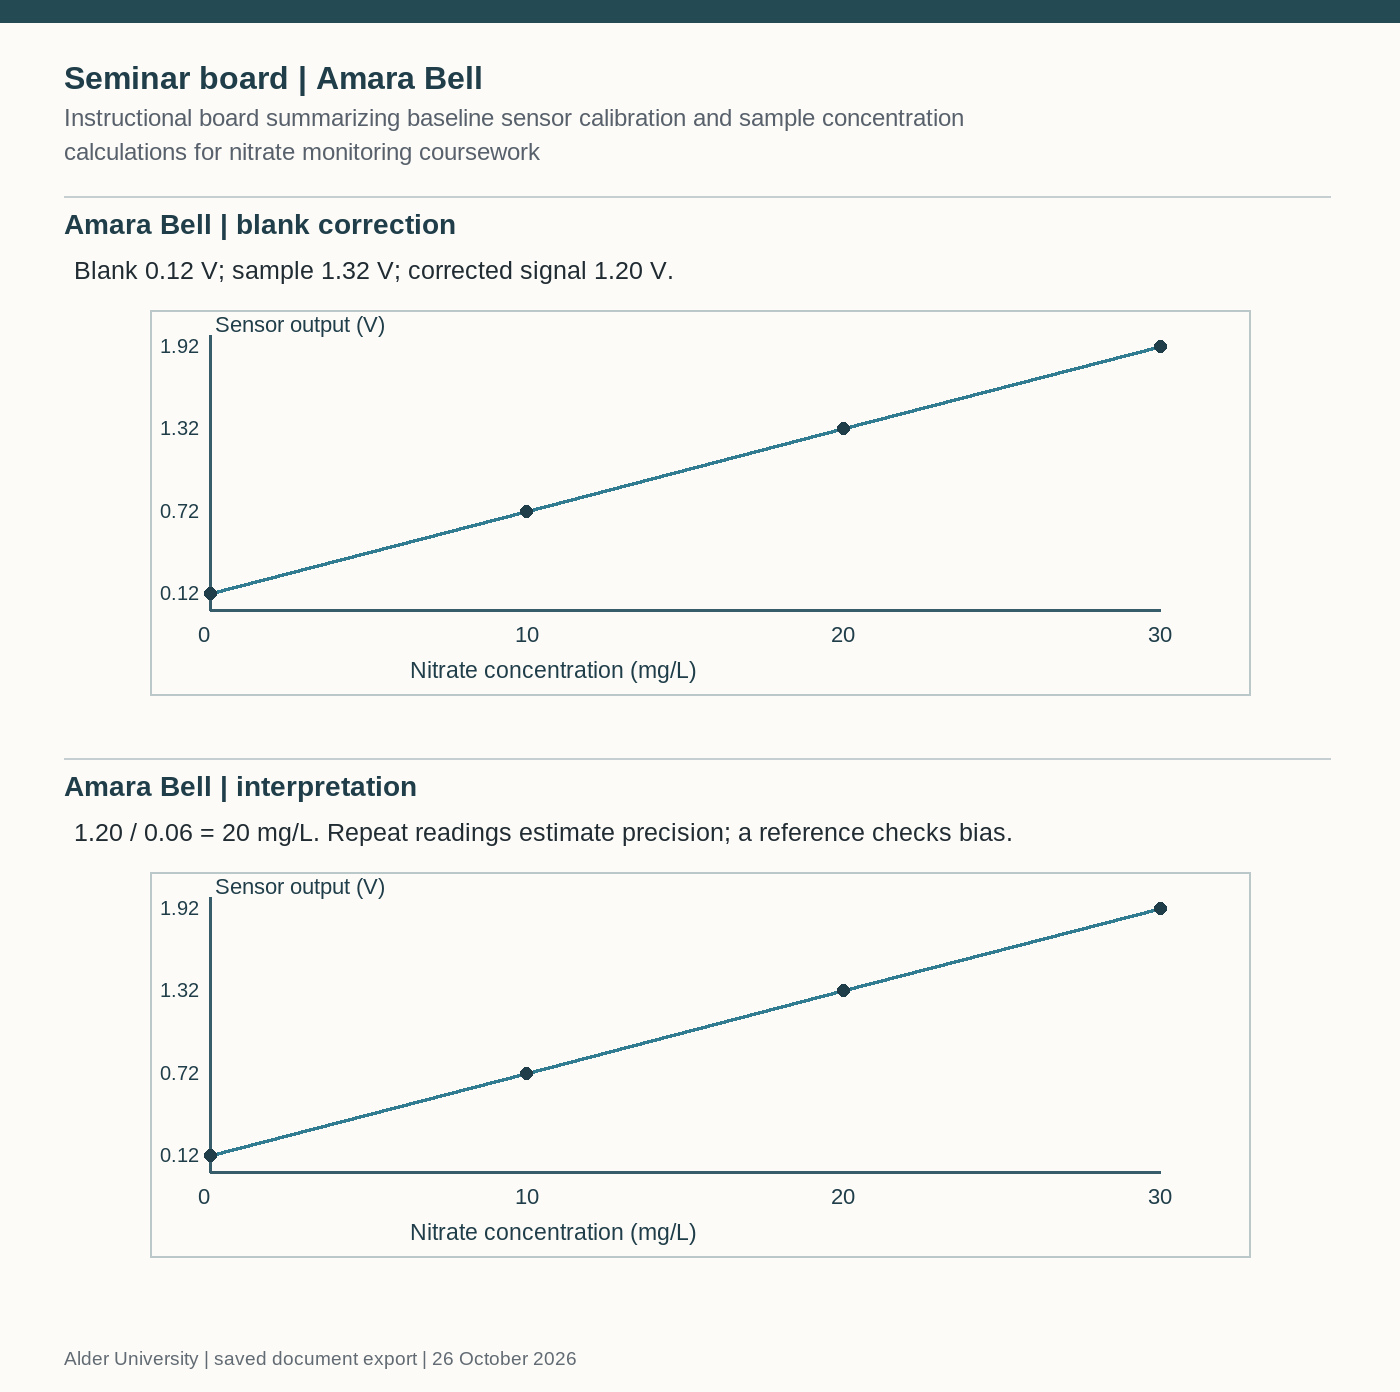 Seminar board | Amara Bell
Instructional board summarizing baseline sensor calibration and sample concentration
calculations for nitrate monitoring coursework
Amara Bell | blank correction
Blank 0.12 V; sample 1.32 V; corrected signal 1.20 V.
Sensor output (V)
1.92
1.32
0.72
0.12
0 10 20 30
Nitrate concentration (mg/L)
Amara Bell | interpretation
1.20 / 0.06 = 20 mg/L. Repeat readings estimate precision; a reference checks bias.
Sensor output (V)
1.92
1.32
0.72
0.12
0 10 20 30
Nitrate concentration (mg/L)
Alder University | saved document export | 26 October 2026